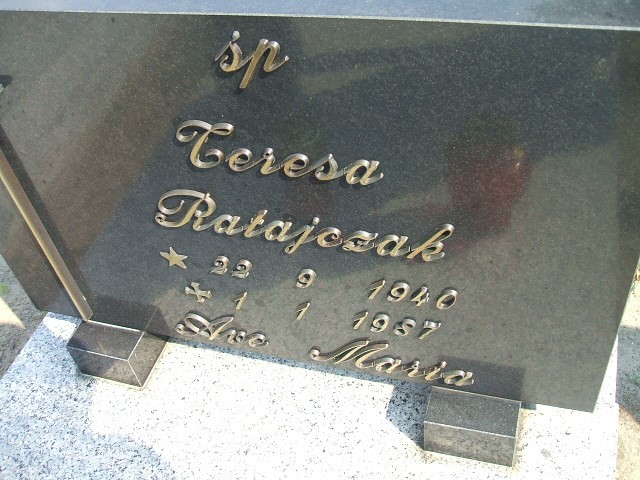 śp
Teresa
Ratajczak
22 9 1940
1 1 1987
Ave Maria